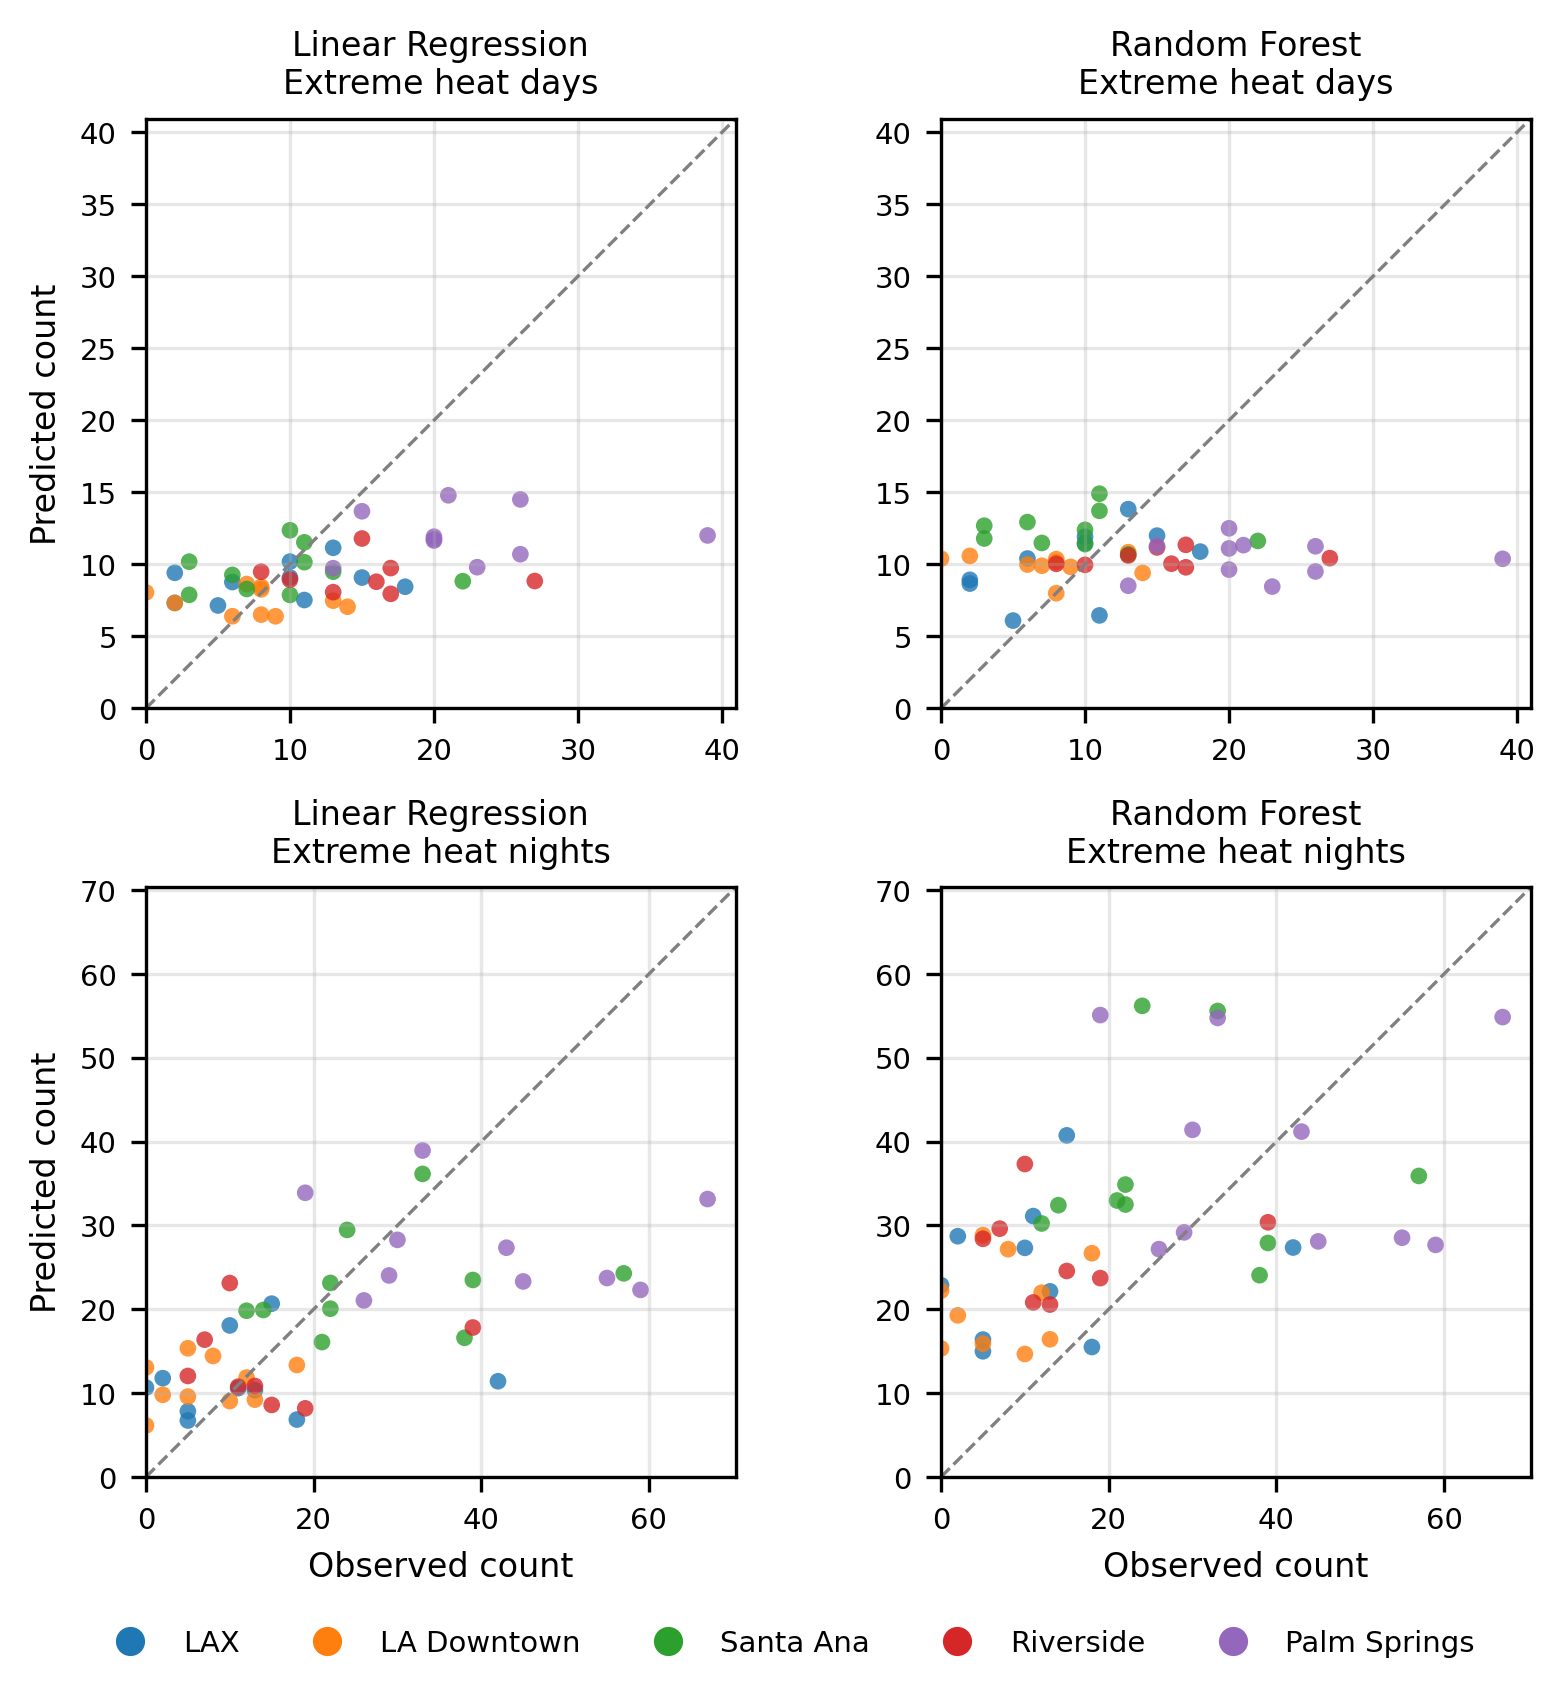 Linear Regression
Extreme heat days
Random Forest
Extreme heat days
Predicted count
40
35
30
25
20
15
10
5
0
0 10 20 30 40
40
35
30
25
20
15
10
5
0
0 10 20 30 40
Linear Regression
Extreme heat nights
Random Forest
Extreme heat nights
Predicted count
70
60
50
40
30
20
10
0
0 20 40 60
Observed count
70
60
50
40
30
20
10
0
0 20 40 60
Observed count
LAX LA Downtown Santa Ana Riverside Palm Springs